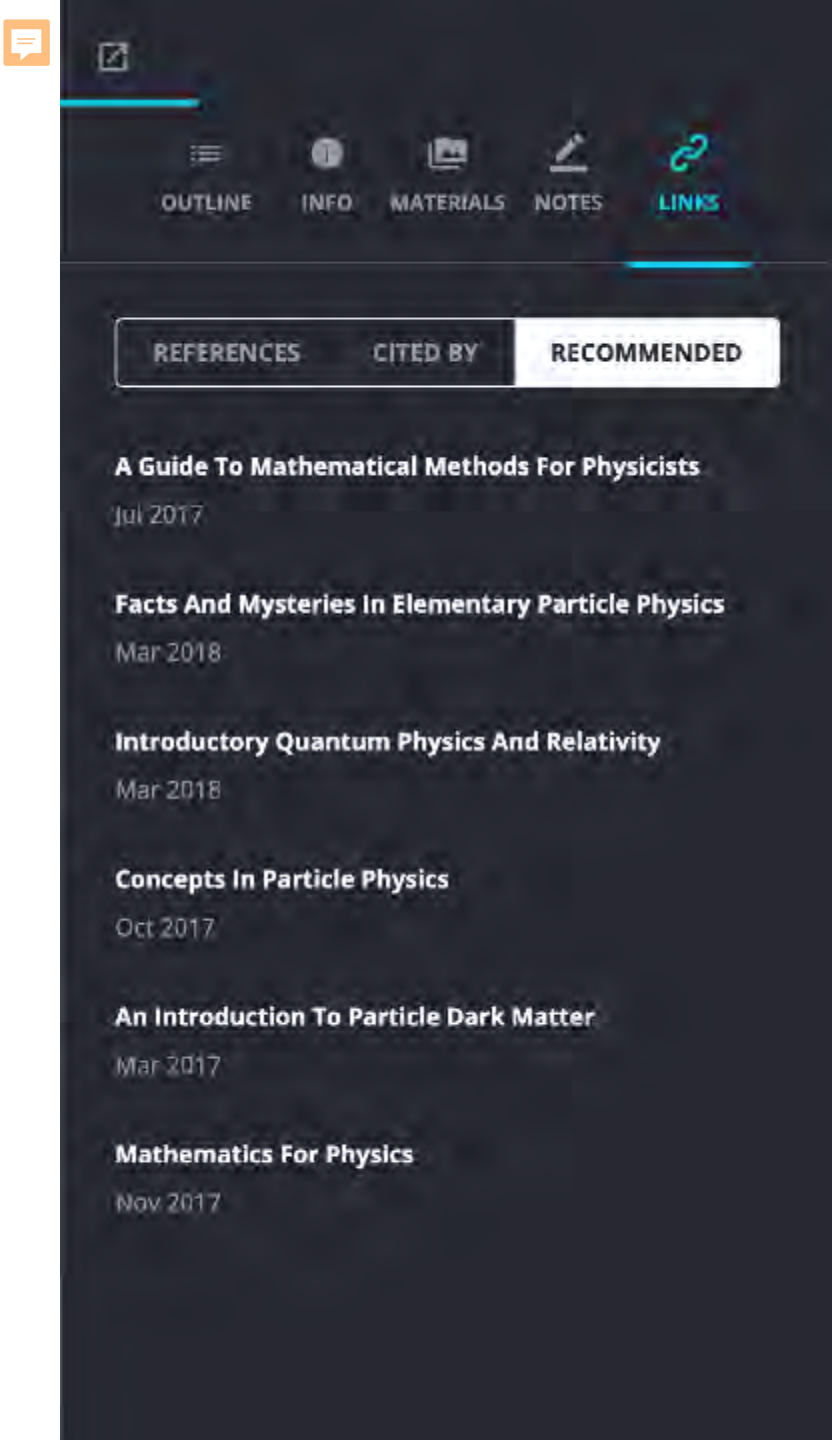 OUTLINE INFO MATERIALS NOTES LINKS
REFERENCES CITED BY RECOMMENDED
A Guide To Mathematical Methods For Physicists
Jul 2017
Facts And Mysteries In Elementary Particle Physics
Mar 2018
Introductory Quantum Physics And Relativity
Mar 2018
Concepts In Particle Physics
Oct 2017
An Introduction To Particle Dark Matter
Mar 2017
Mathematics For Physics
Nov 2017